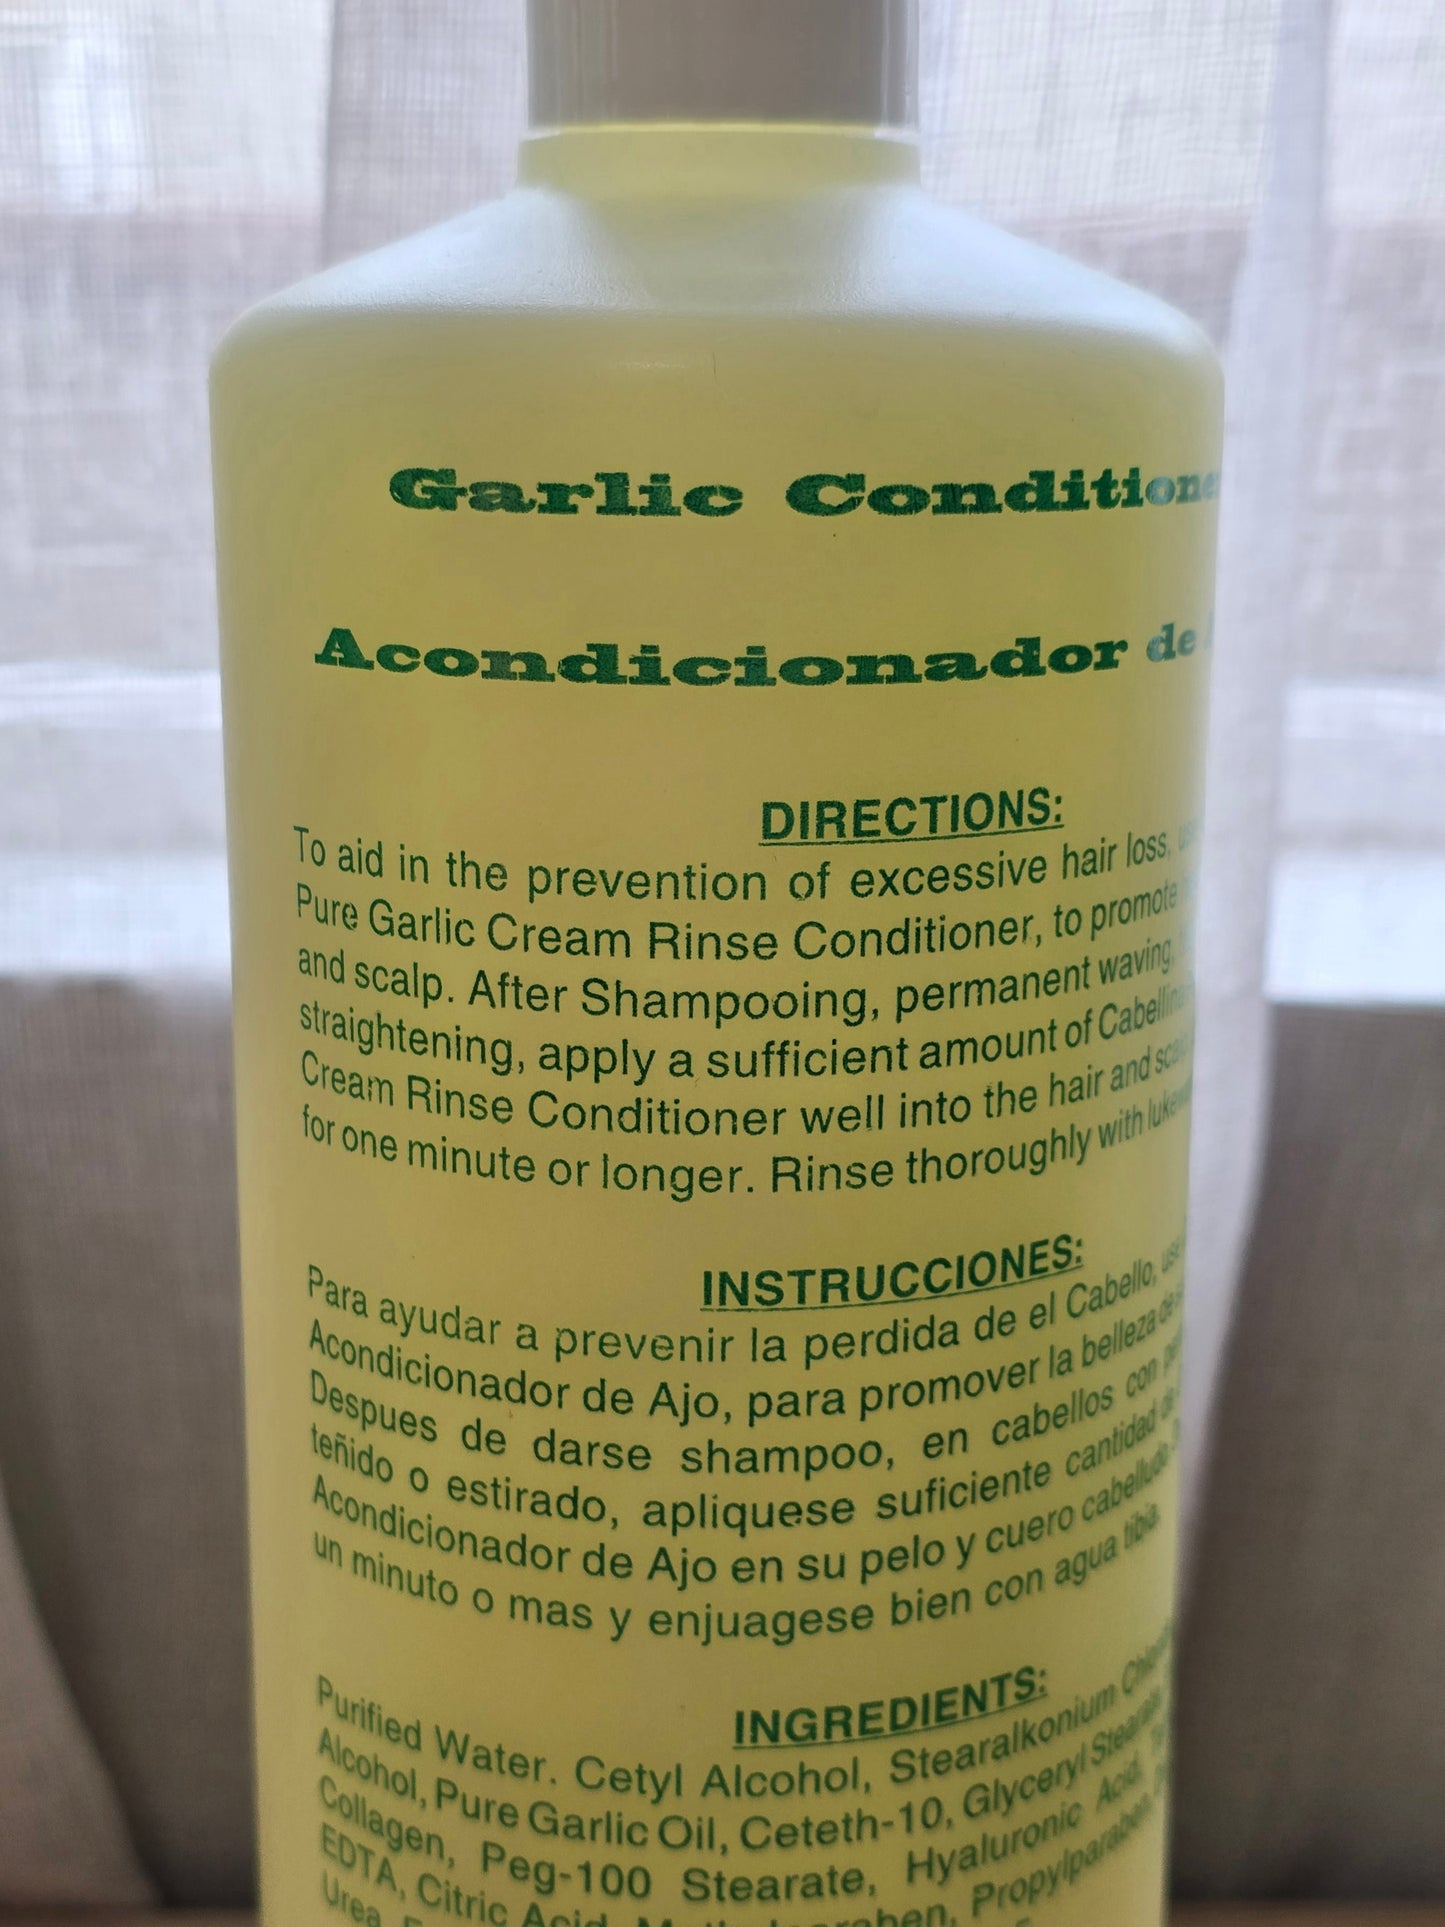 Garlic Conditioner
Acondicionador de
DIRECTIONS:
To aid in the prevention of excessive hair loss,
Pure Garlic Cream Rinse Conditioner, to promote
and scalp. After Shampooing, permanent waving,
straightening, apply a sufficient amount of
Cream Rinse Conditioner well into the hair and scalp
for one minute or longer. Rinse thoroughly with
INSTRUCCIONES:
Para ayudar a prevenir la perdida de el Cabello, use
Acondicionador de Ajo, para promover la belleza de
Despues de darse shampoo, en cabellos con
teñido o estirado, apliquese suficiente cantidad de
Acondicionador de Ajo en su pelo y cuero cabelludo
un minuto o mas y enjuagese bien con agua tibia.
INGREDIENTS:
Purified Water. Cetyl Alcohol, Stearalkonium
Alcohol, Pure Garlic Oil, Ceteth-10, Glyceryl Stearate
Collagen, Peg-100 Stearate, Hyaluronic Acid,
EDTA, Citric Acid, Propylparaben,
Urea